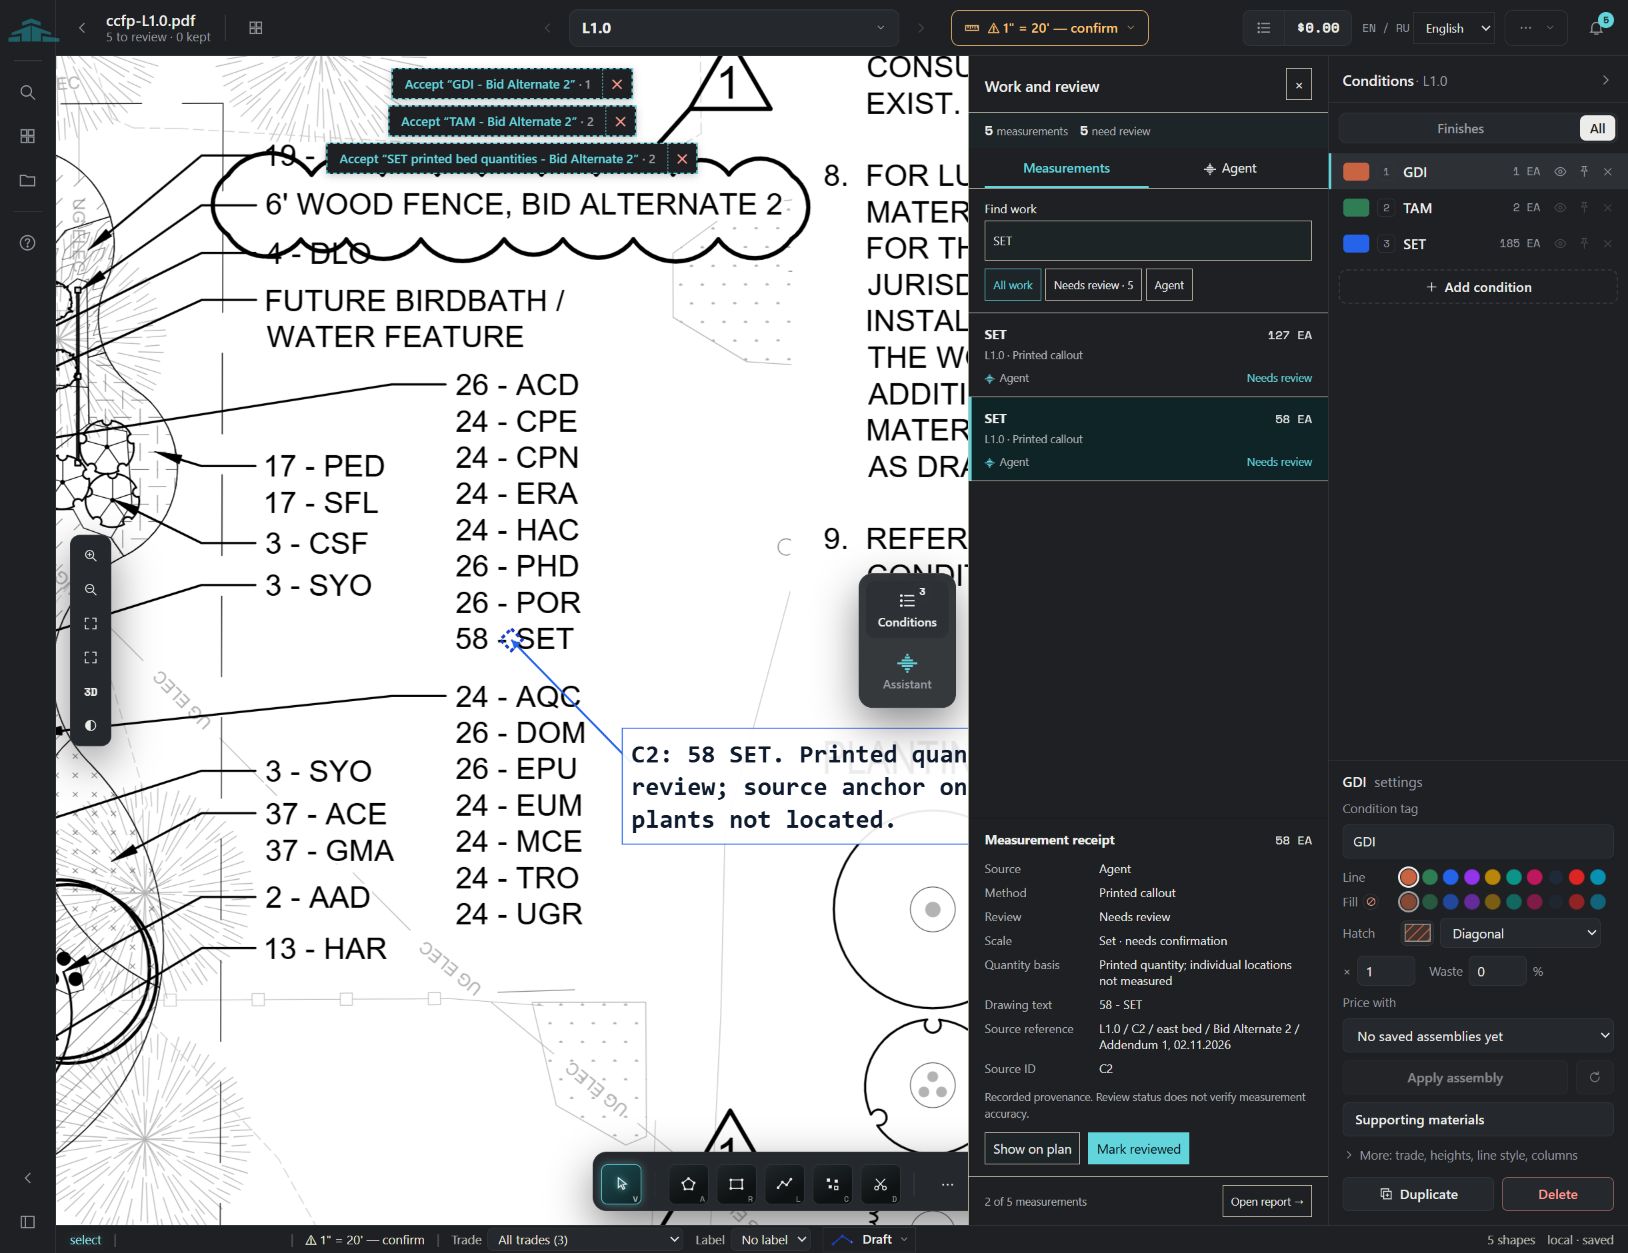 ccfp-L1.0.pdf
5 to review · 0 kept
L1.0
1" = 20' — confirm
$0.00
EN / RU
English
5
EC
Accept “GDI - Bid Alternate 2” · 1
Accept “TAM - Bid Alternate 2” · 2
Accept “SET printed bed quantities - Bid Alternate 2” · 2
1
19 -
6' WOOD FENCE, BID ALTERNATE 2
4 - DLO
FUTURE BIRDBATH /
WATER FEATURE
26 - ACD
24 - CPE
24 - CPN
24 - ERA
24 - HAC
26 - PHD
26 - POR
58 - SET
17 - PED
17 - SFL
3 - CSF
3 - SYO
24 - AQC
26 - DOM
26 - EPU
24 - EUM
24 - MCE
24 - TRO
24 - UGR
3 - SYO
37 - ACE
37 - GMA
2 - AAD
13 - HAR
UG ELEC
UG ELEC
UG ELEC
UG ELEC
C
CONSU
EXIST.
8. FOR LU
MATER
FOR TH
JURISD
INSTAL
THE W
ADDITI
MATER
AS DRA
9. REFER
CONDIT
PLANTIN
C2: 58 SET. Printed quan
review; source anchor on
plants not located.
1
3D
Conditions
3
Assistant
V
A
R
L
C
D
Work and review
5 measurements 5 need review
Measurements
Agent
Find work
SET
All work
Needs review · 5
Agent
SET 127 EA
L1.0 · Printed callout
Agent Needs review
SET 58 EA
L1.0 · Printed callout
Agent Needs review
Measurement receipt 58 EA
Source Agent
Method Printed callout
Review Needs review
Scale Set · needs confirmation
Quantity basis Printed quantity; individual locations
not measured
Drawing text 58 - SET
Source reference L1.0 / C2 / east bed / Bid Alternate 2 /
Addendum 1, 02.11.2026
Source ID C2
Recorded provenance. Review status does not verify measurement
accuracy.
Show on plan
Mark reviewed
2 of 5 measurements
Open report →
Conditions · L1.0
Finishes
All
1 GDI 1 EA
2 TAM 2 EA
3 SET 185 EA
+ Add condition
GDI settings
Condition tag
GDI
Line
Fill
Hatch Diagonal
× 1 Waste 0 %
Price with
No saved assemblies yet
Apply assembly
Supporting materials
More: trade, heights, line style, columns
Duplicate
Delete
select
1" = 20' — confirm
Trade All trades (3)
Label No label
Draft
5 shapes local · saved